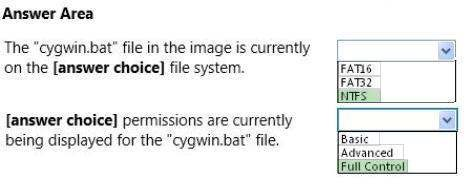 Answer Area
The "cygwin.bat" file in the image is currently
on the [answer choice] file system.
FAT16
FAT32
NTFS
[answer choice] permissions are currently
being displayed for the "cygwin.bat" file.
Basic
Advanced
Full Control